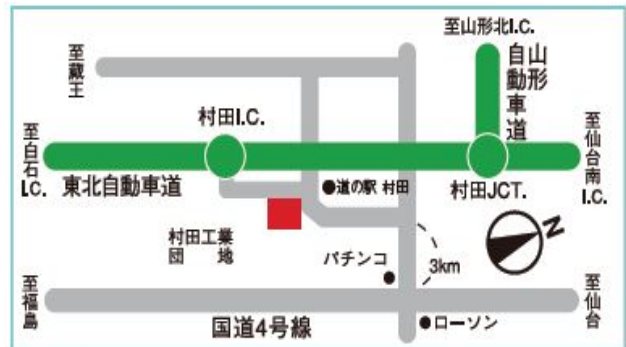 至山形北I.C.
山形
自動車道
至蔵王
村田I.C.
至白石I.C.
東北自動車道
●道の駅 村田
村田JCT.
至仙台南I.C.
村田工業
団 地
パチンコ
3km
N
至福島
国道4号線
●ローソン
至仙台